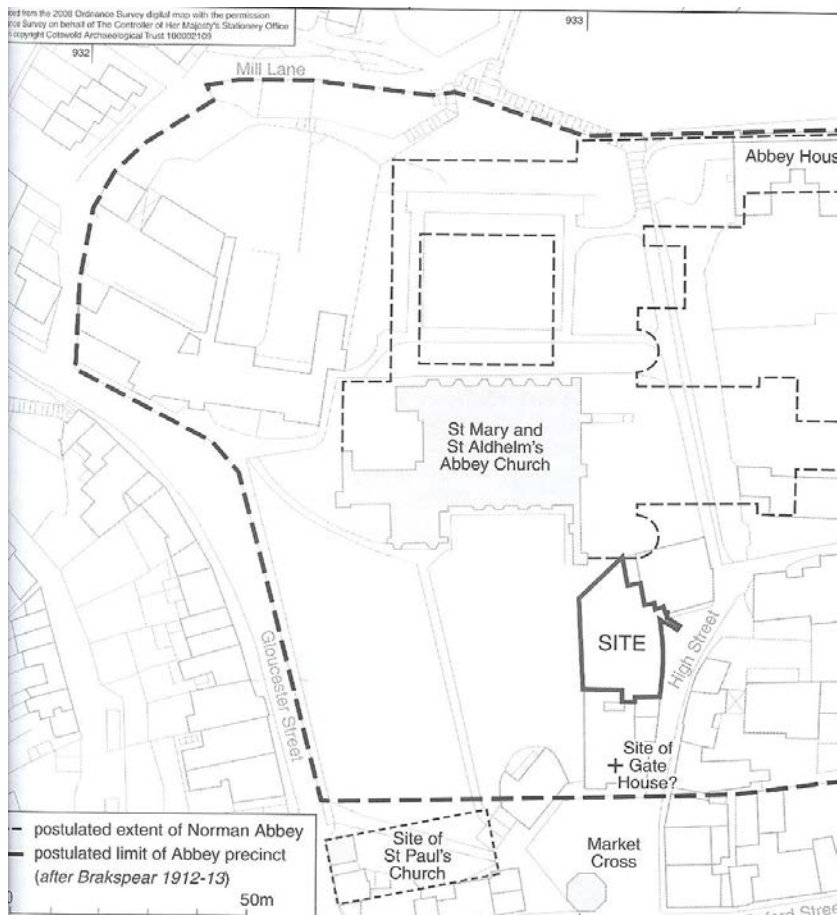 from the 2008 Ordnance Survey digital map with the permission
Survey on behalf of The Controller of Her Majesty's Stationery Office
copyright Cotswold Archaeological Trust 100002109
932
933
Mill Lane
Abbey Hous
St Mary and
St Aldhelm's
Abbey Church
SITE
High Street
Gloucester Street
Site of
Gate
House?
Market
Cross
Site of
St Paul's
Church
postulated extent of Norman Abbey
postulated limit of Abbey precinct
(after Brakspear 1912-13)
50m